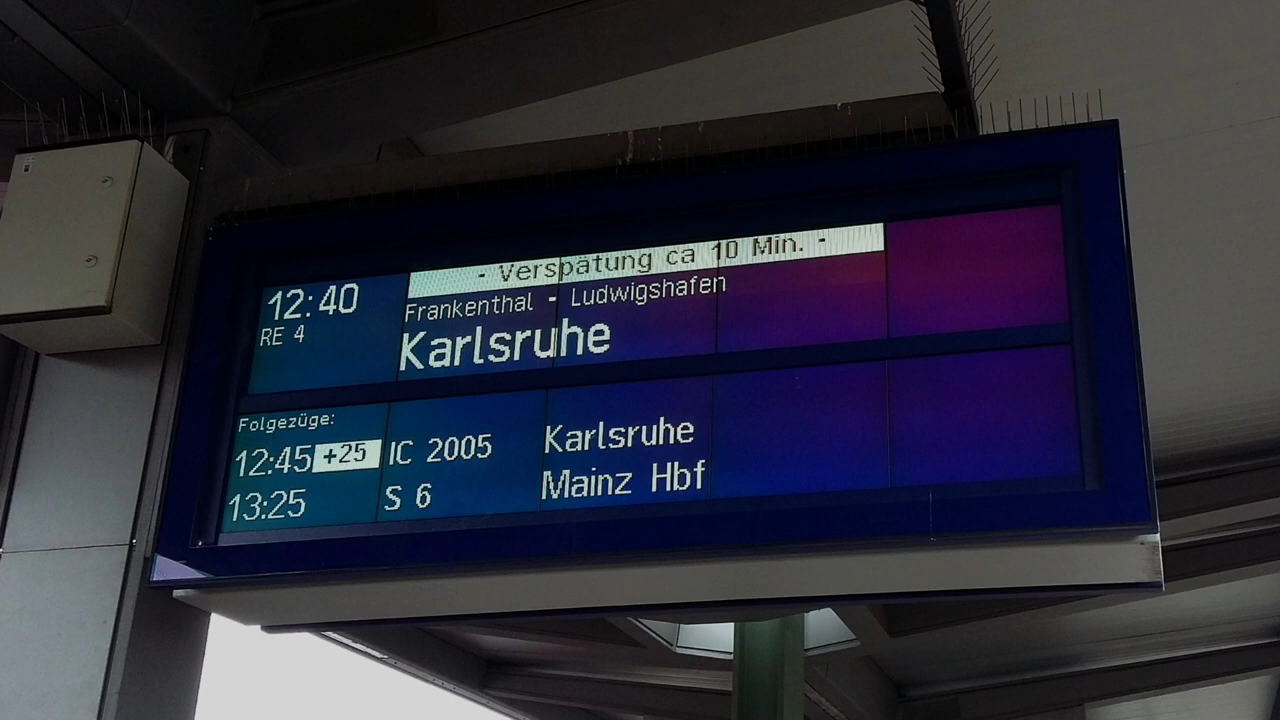 - Verspätung ca 10 Min. -
12:40
Frankenthal - Ludwigshafen
RE 4
Karlsruhe
Folgezüge:
12:45 +25 IC 2005 Karlsruhe
13:25 S 6 Mainz Hbf